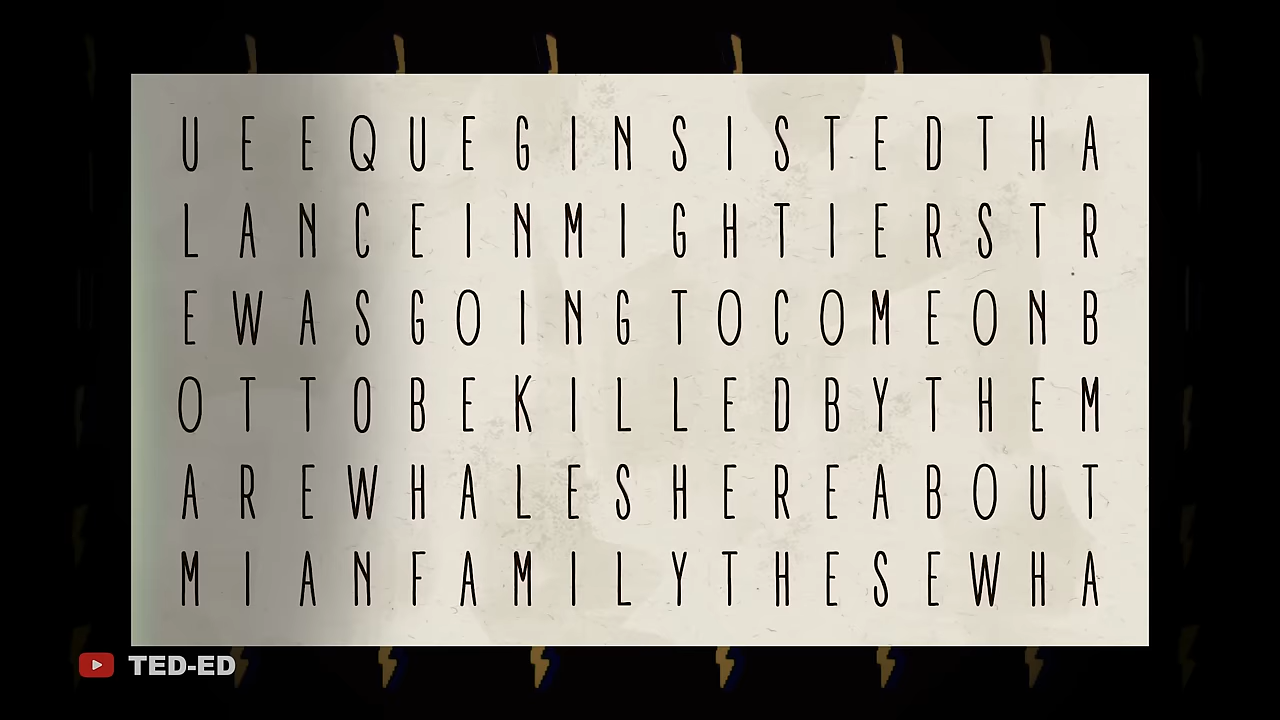 UEEQUEGINSISTEDTHA
LANCEINMIGHTIERSTR
EWASGOINGTOCOMEONB
OTTOBEKILLEDBYTHEM
AREWHALESHEREABOUT
MIANFAMILYTHESEWHA
TED-ED